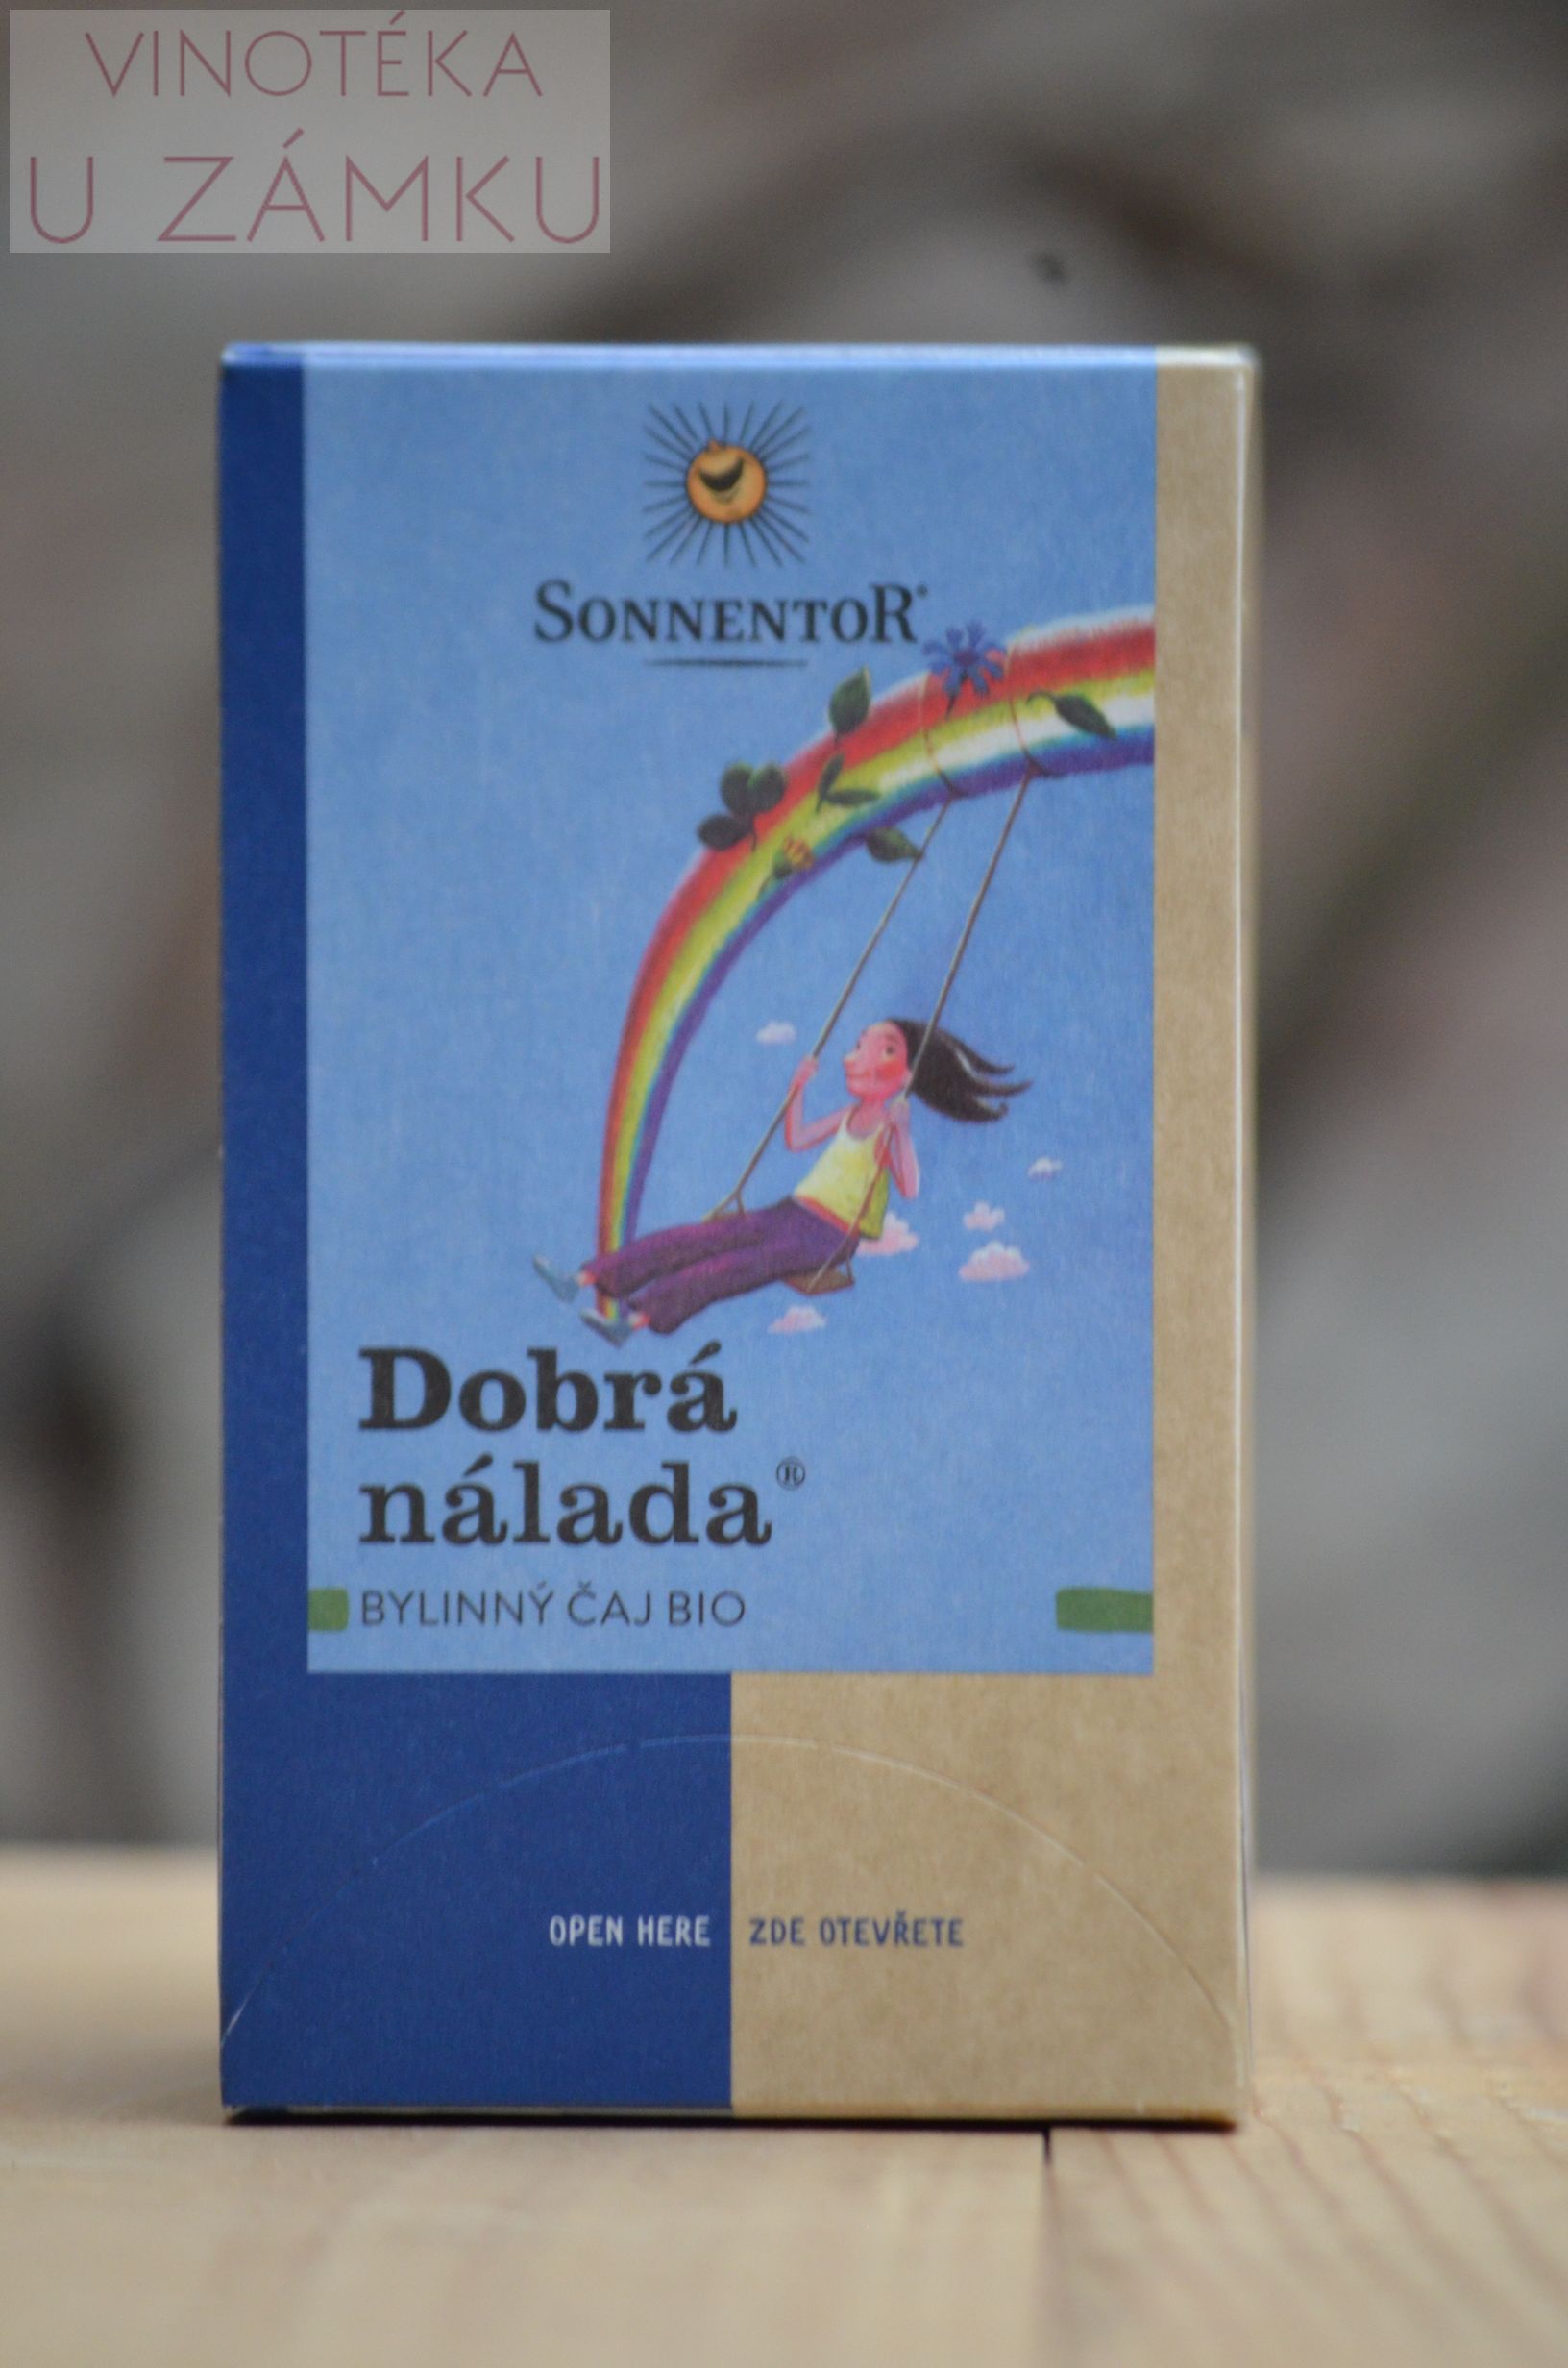 VINOTÉKA
U ZÁMKU
SONNENTOR®
Dobrá
nálada®
BYLINNÝ ČAJ BIO
OPEN HERE ZDE OTEVŘETE